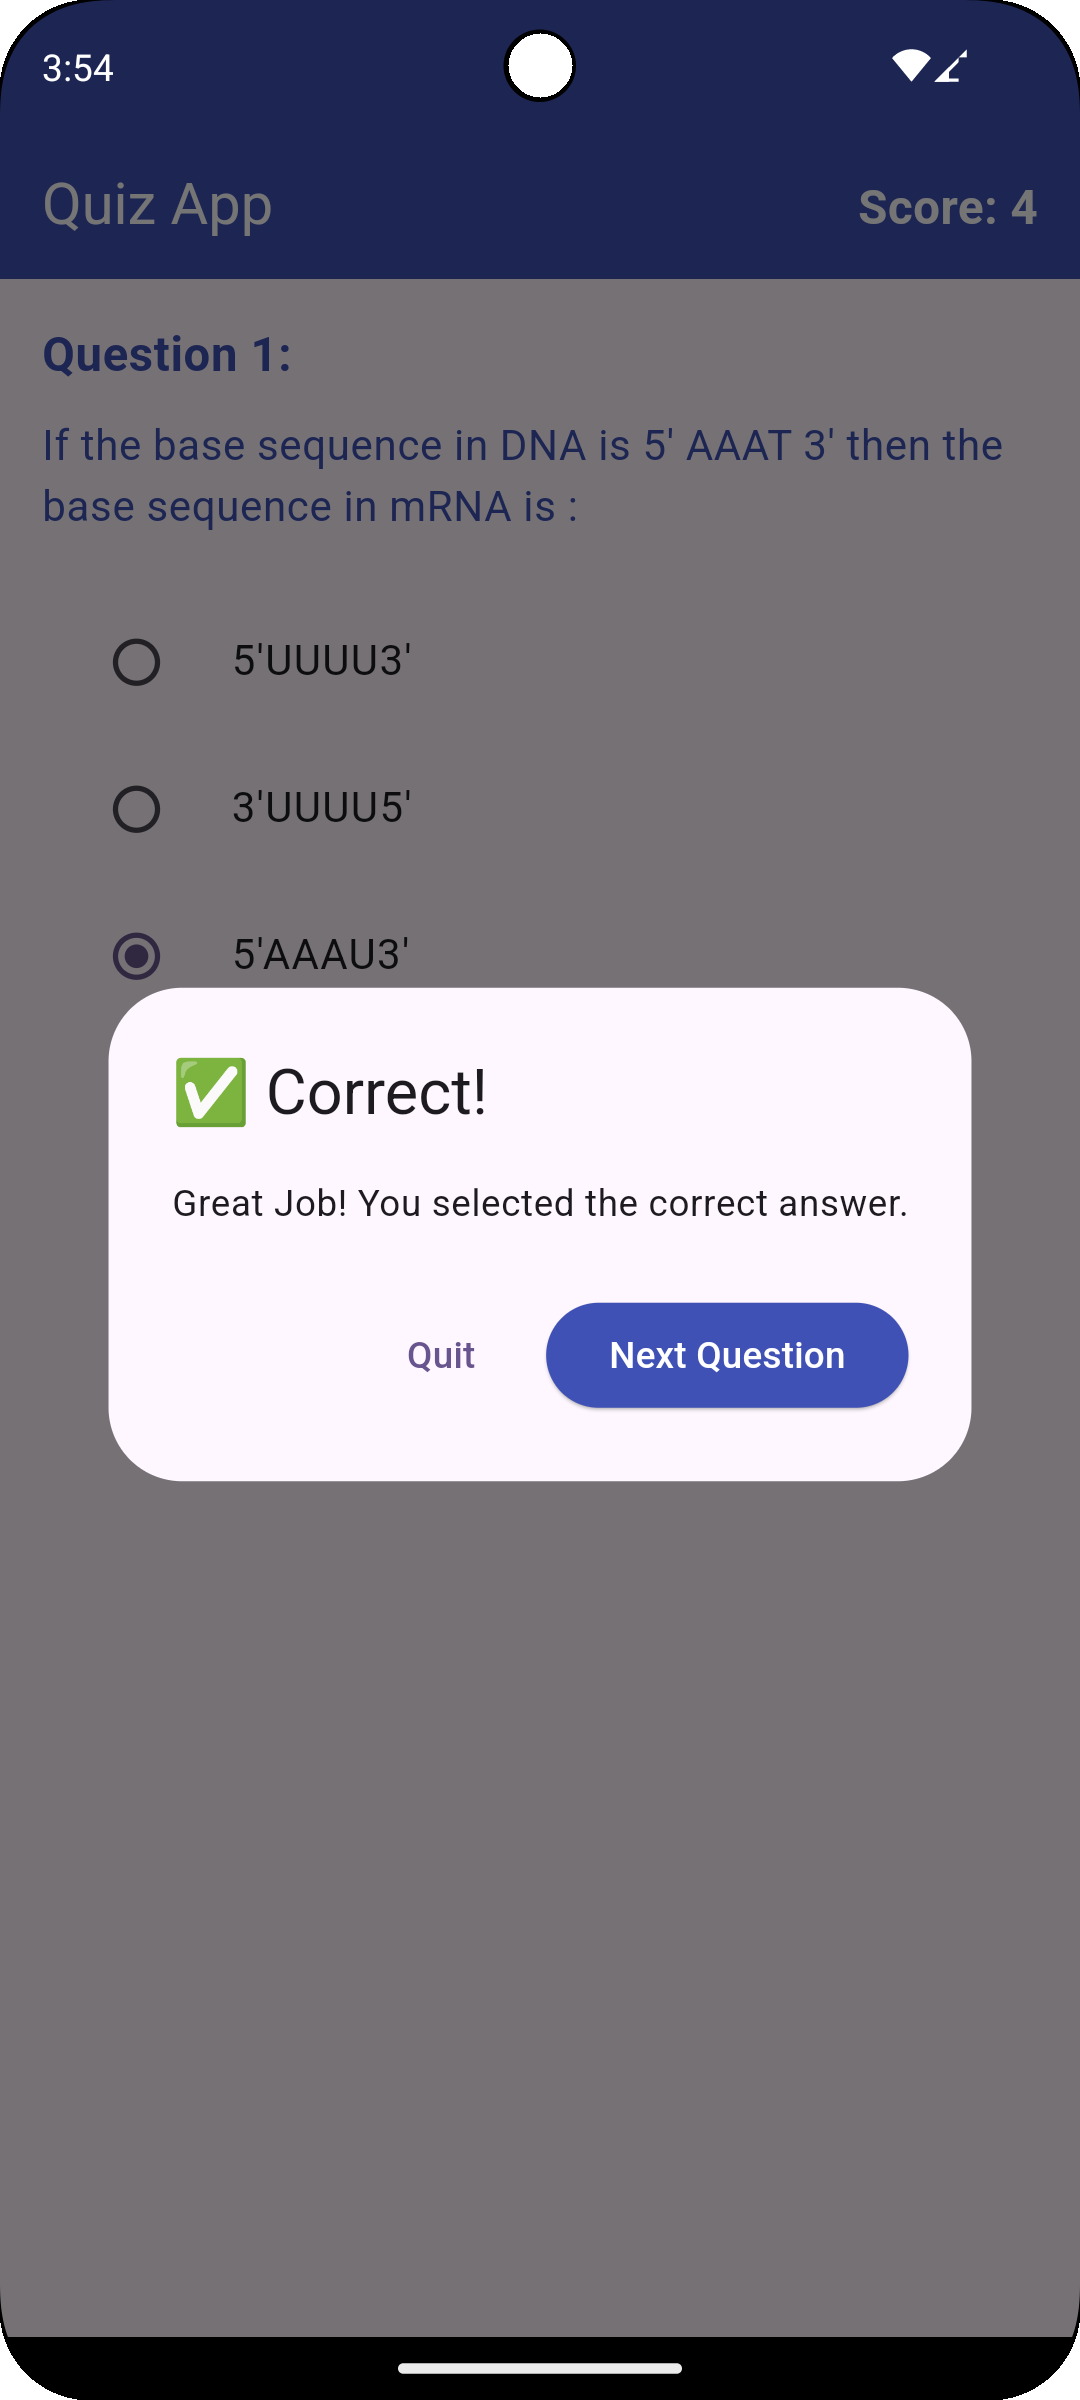 3:54
Quiz App
Score: 4
Question 1:
If the base sequence in DNA is 5' AAAT 3' then the
base sequence in mRNA is :
5'UUUU3'
3'UUUU5'
5'AAAU3'
✅ Correct!
Great Job! You selected the correct answer.
Quit
Next Question